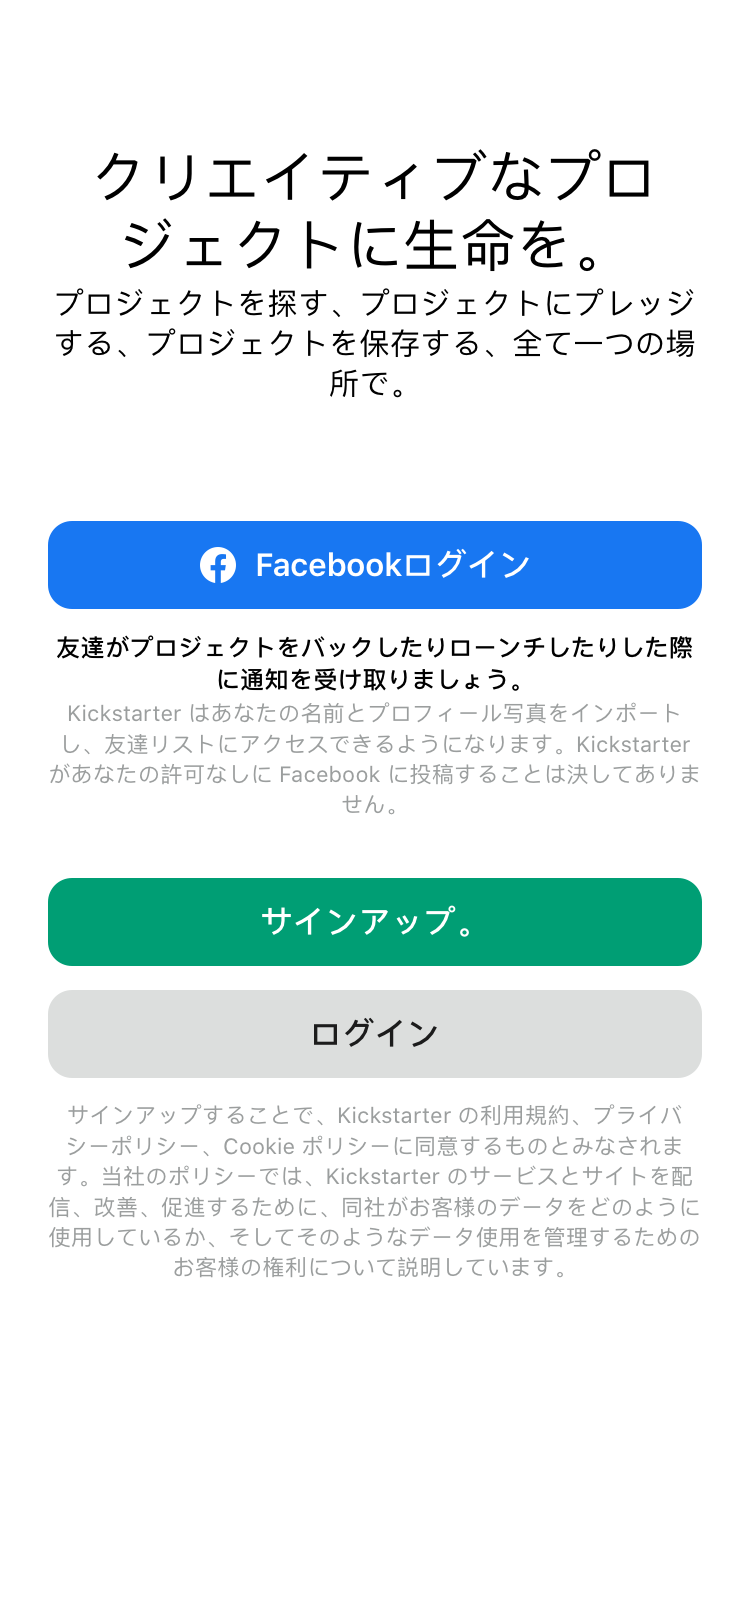 クリエイティブなプロ
ジェクトに生命を。
プロジェクトを探す、プロジェクトにプレッジ
する、プロジェクトを保存する、全て一つの場
所で。
Facebookログイン
友達がプロジェクトをバックしたりローンチしたりした際
に通知を受け取りましょう。
Kickstarter はあなたの名前とプロフィール写真をインポート
し、友達リストにアクセスできるようになります。Kickstarter
があなたの許可なしに Facebook に投稿することは決してありま
せん。
サインアップ。
ログイン
サインアップすることで、Kickstarter の利用規約、プライバ
シーポリシー、Cookie ポリシーに同意するものとみなされま
す。当社のポリシーでは、Kickstarter のサービスとサイトを配
信、改善、促進するために、同社がお客様のデータをどのように
使用しているか、そしてそのようなデータ使用を管理するための
お客様の権利について説明しています。